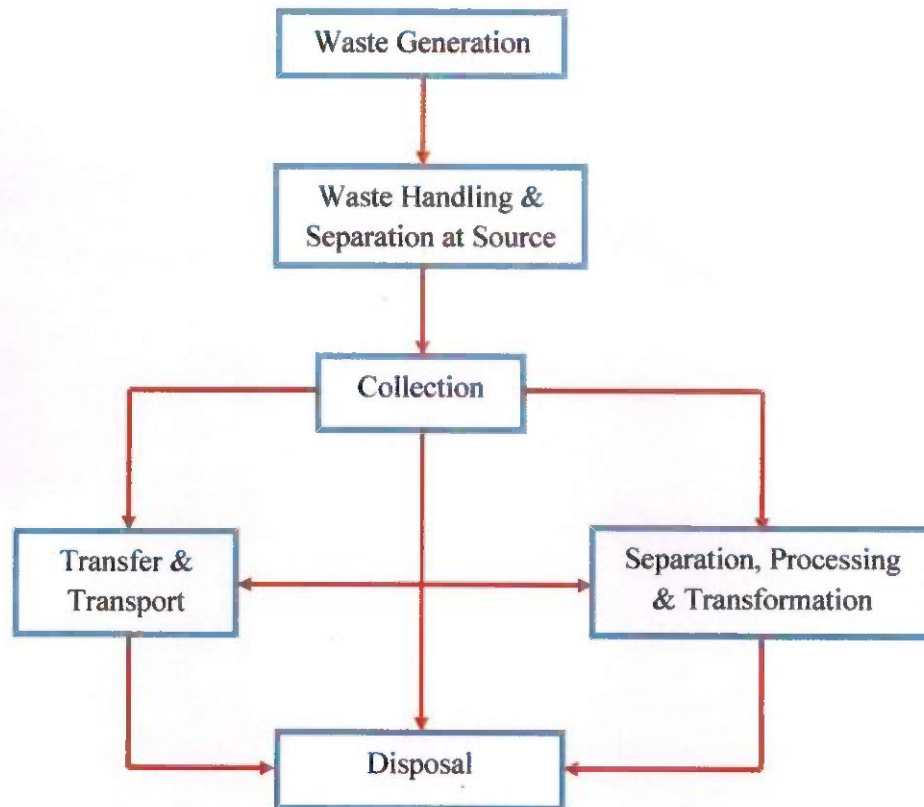 Waste Generation
Waste Handling &
Separation at Source
Collection
Transfer &
Transport
Separation, Processing
& Transformation
Disposal